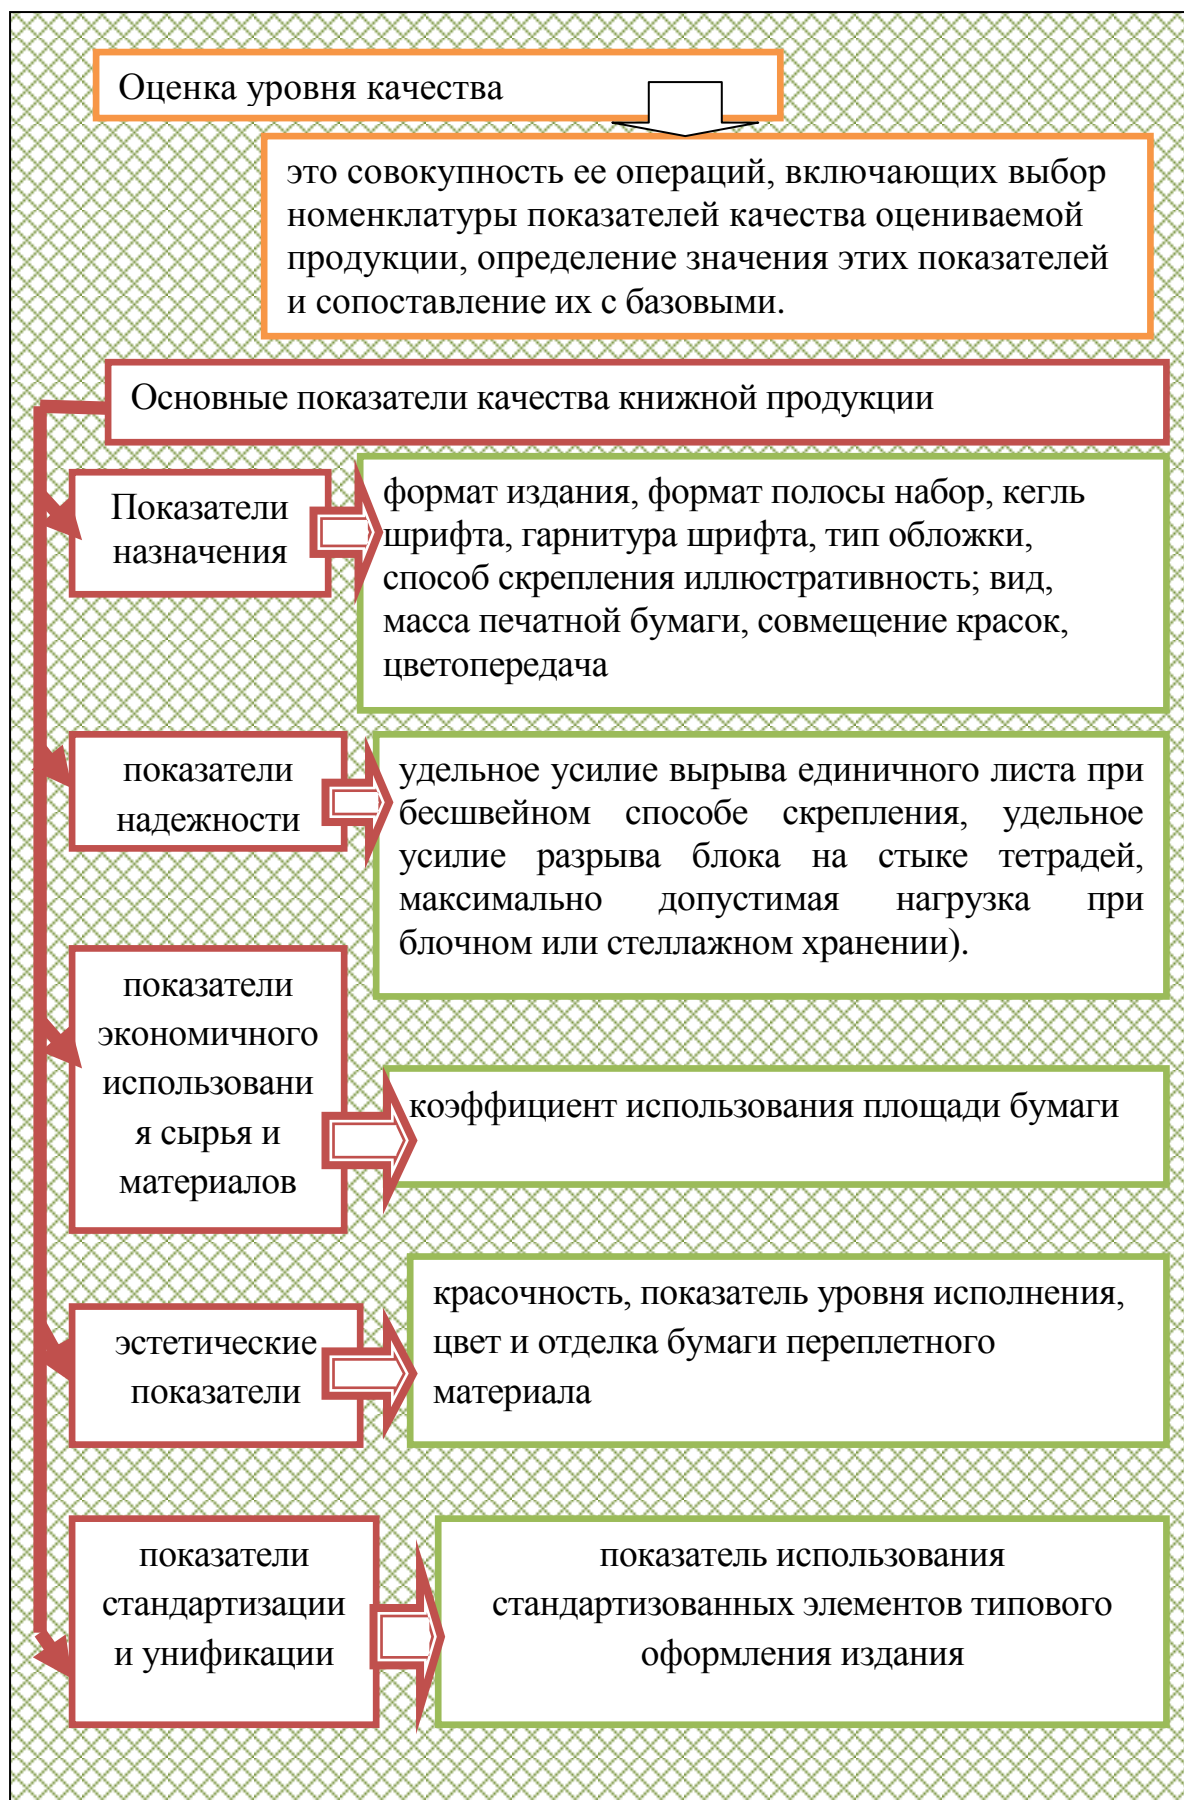 Оценка уровня качества
это совокупность ее операций, включающих выбор
номенклатуры показателей качества оцениваемой
продукции, определение значения этих показателей
и сопоставление их с базовыми.
Основные показатели качества книжной продукции
Показатели
назначения
формат издания, формат полосы набор, кегль
шрифта, гарнитура шрифта, тип обложки,
способ скрепления иллюстративность; вид,
масса печатной бумаги, совмещение красок,
цветопередача
показатели
надежности
удельное усилие вырыва единичного листа при
бесшвейном способе скрепления, удельное
усилие разрыва блока на стыке тетрадей,
максимально допустимая нагрузка при
блочном или стеллажном хранении).
показатели
экономичного
использовани
я сырья и
материалов
коэффициент использования площади бумаги
эстетические
показатели
красочность, показатель уровня исполнения,
цвет и отделка бумаги переплетного
материала
показатели
стандартизации
и унификации
показатель использования
стандартизованных элементов типового
оформления издания